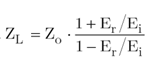 Z_L = Z_o · (1 + E_r/E_i) / (1 − E_r/E_i)